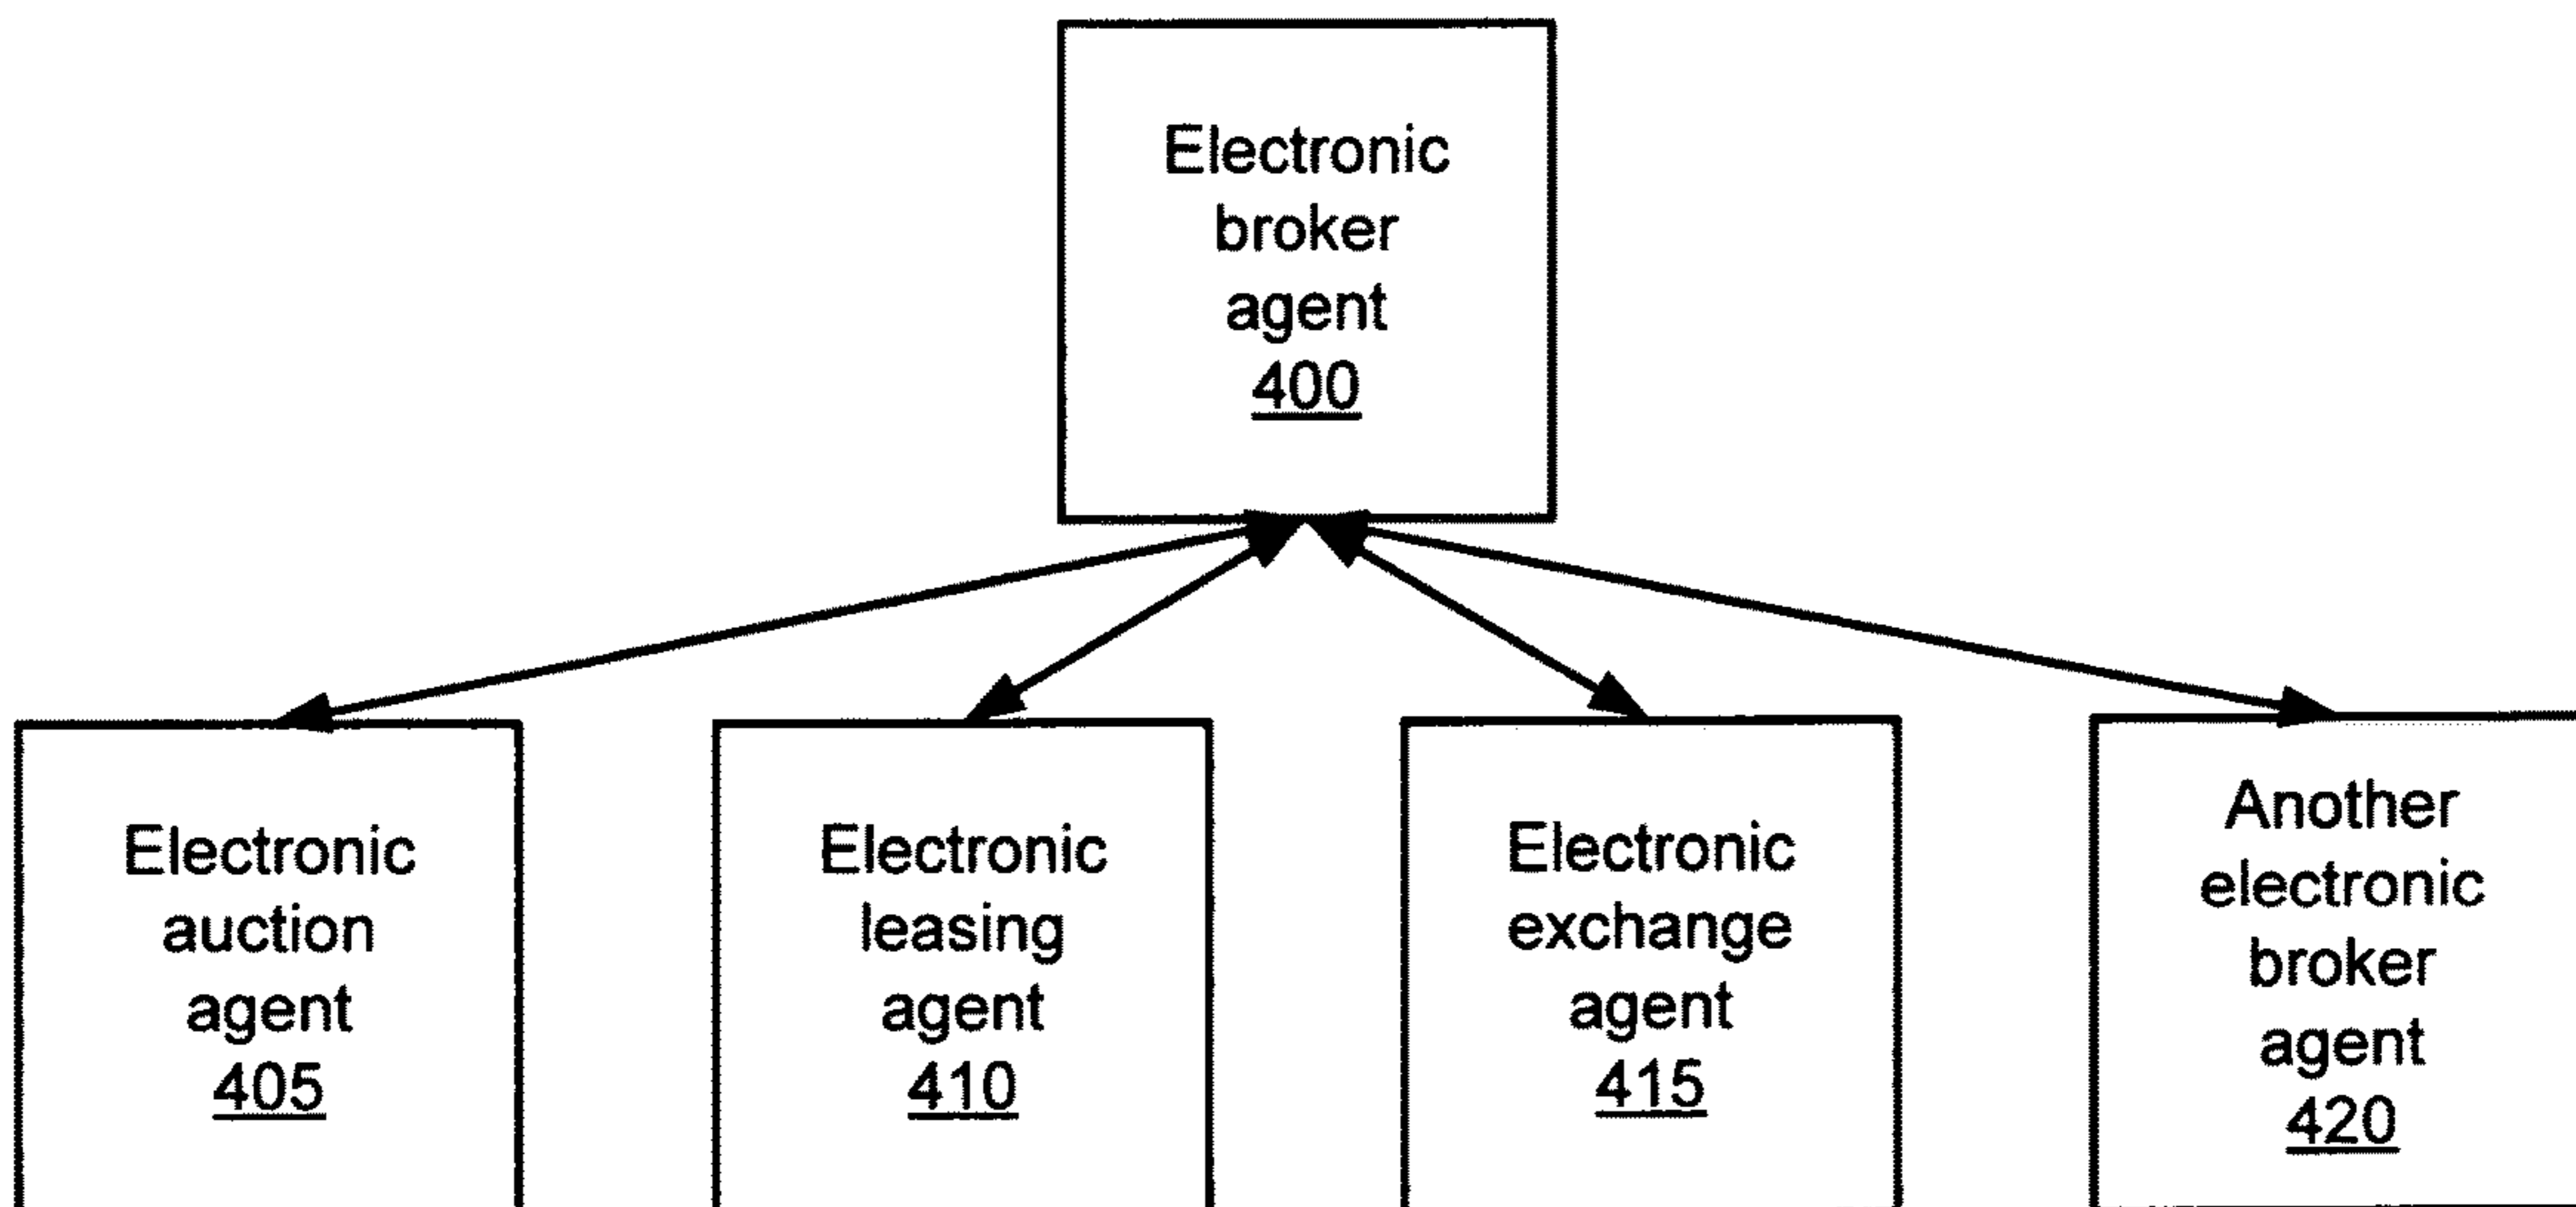 Electronic
broker
agent
400
Electronic
auction
agent
405
Electronic
leasing
agent
410
Electronic
exchange
agent
415
Another
electronic
broker
agent
420